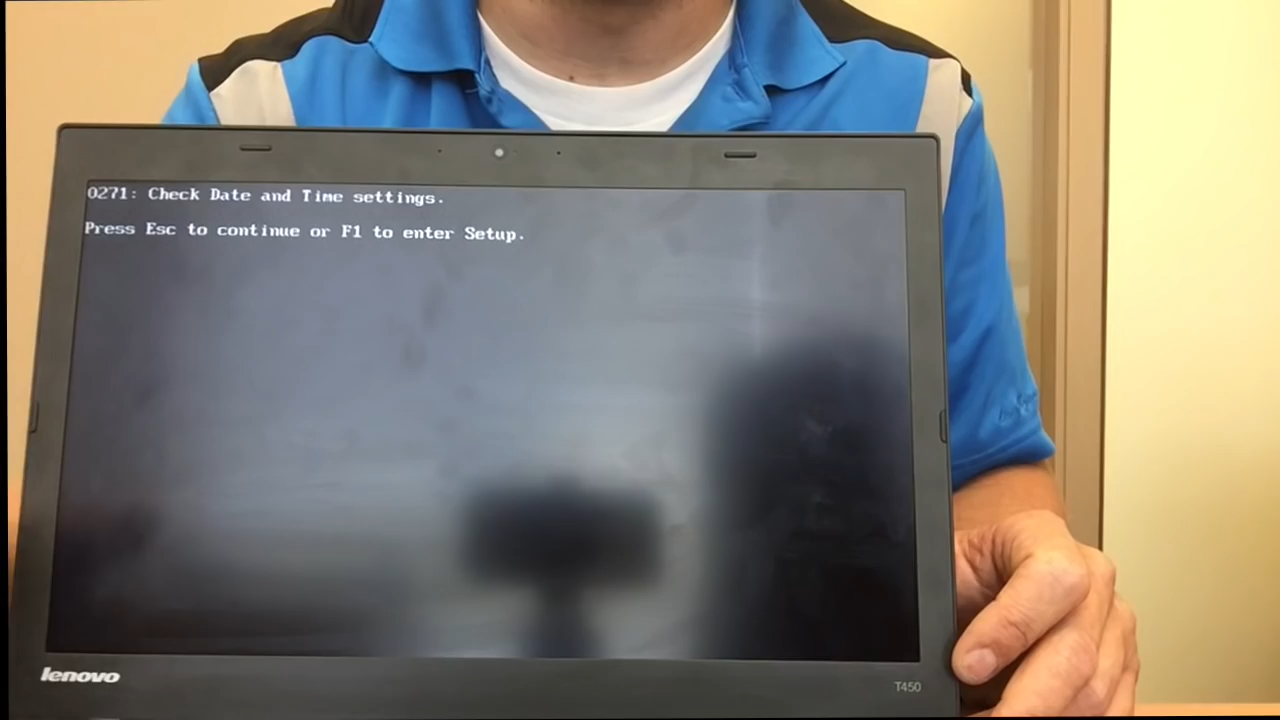 0271: Check Date and Time settings.
Press Esc to continue or F1 to enter Setup.
lenovo
T450